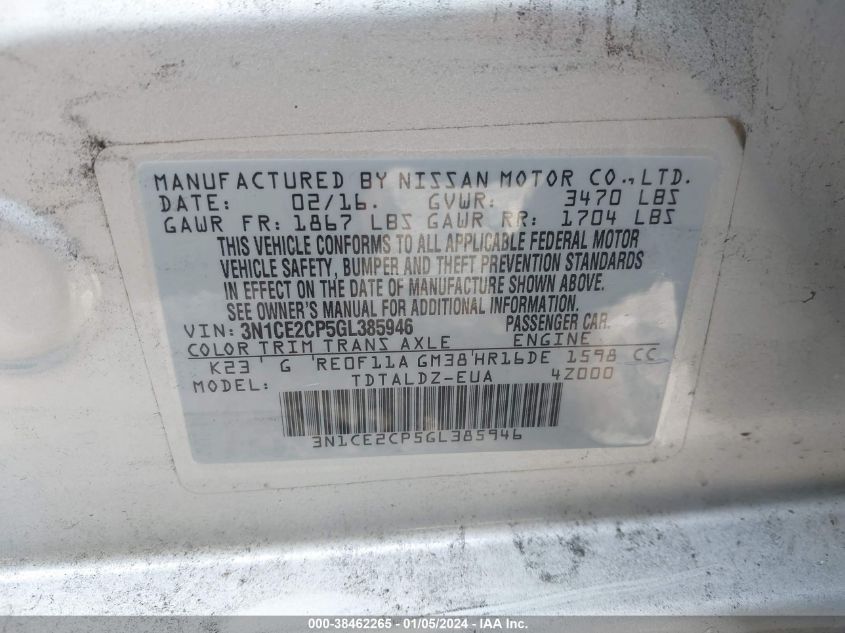 MANUFACTURED BY NISSAN MOTOR CO., LTD.
DATE: 02/16. GVWR: 3470 LBS
GAWR FR: 1867 LBS GAWR RR: 1704 LBS
THIS VEHICLE CONFORMS TO ALL APPLICABLE FEDERAL MOTOR
VEHICLE SAFETY, BUMPER AND THEFT PREVENTION STANDARDS
IN EFFECT ON THE DATE OF MANUFACTURE SHOWN ABOVE.
SEE OWNER'S MANUAL FOR ADDITIONAL INFORMATION.
VIN: 3N1CE2CP5GL385946 PASSENGER CAR.
COLOR TRIM TRANS AXLE ENGINE
K23 G RE0F11A GM38 HR16DE 1598 CC
MODEL: TDTALDZ-EUA 4Z000
3N1CE2CP5GL385946
000-38462265 - 01/05/2024 - IAA Inc.